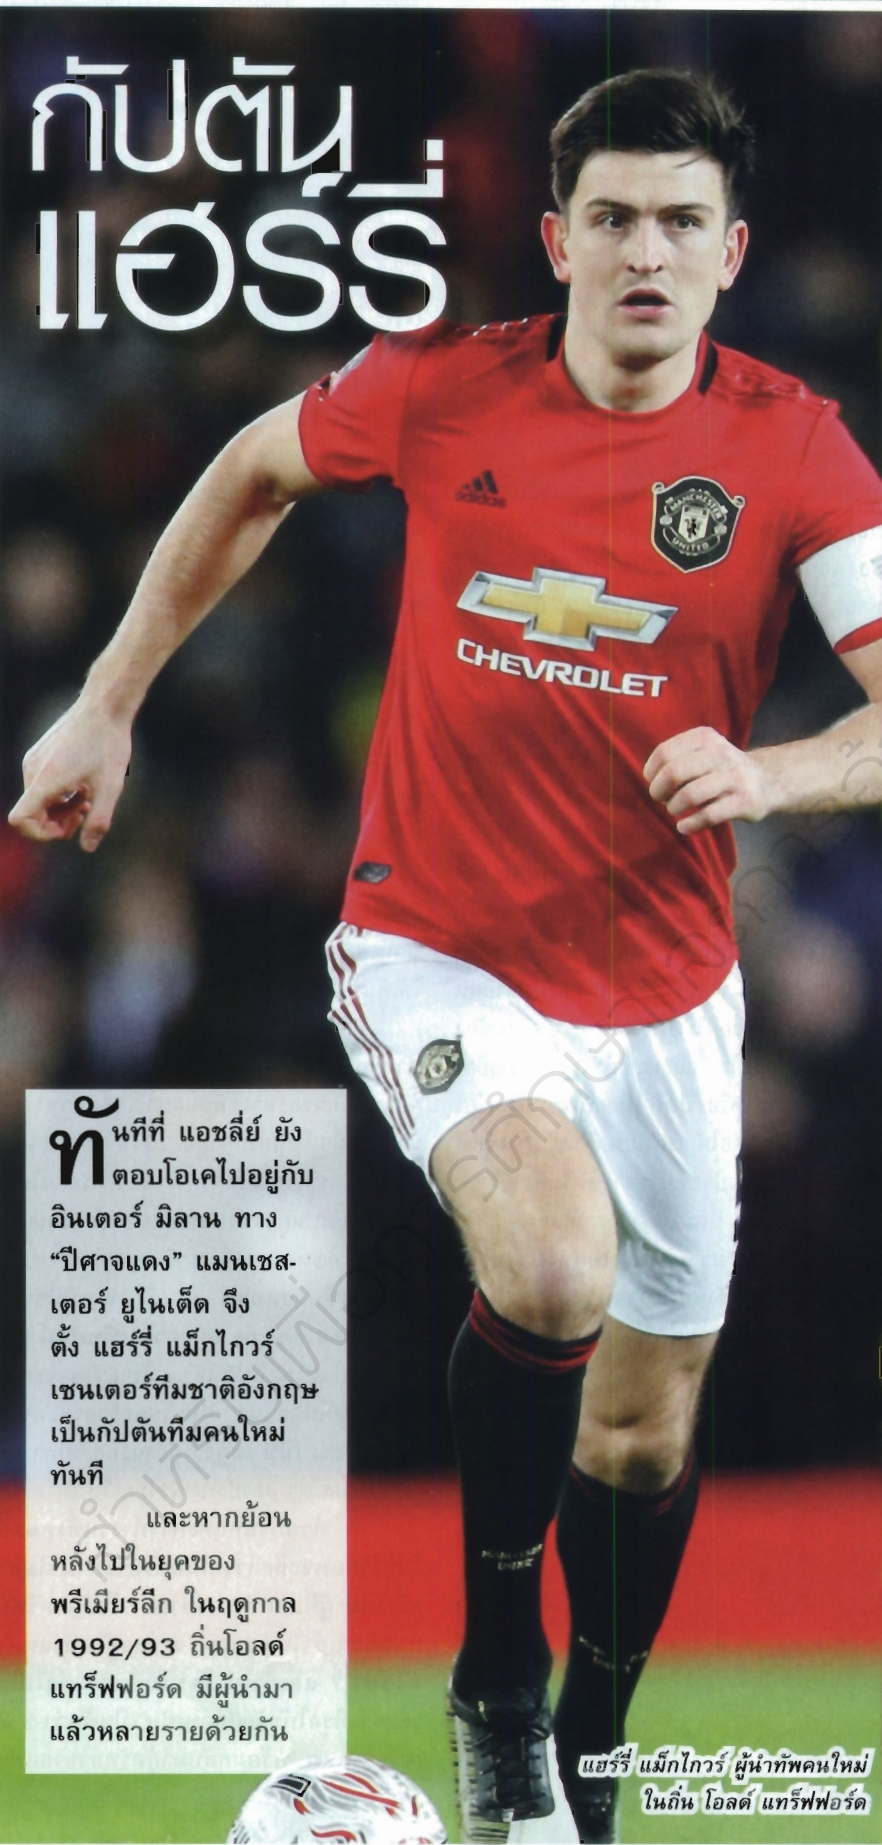 กัปตัน
แฮร์รี่
adidas
MANCHESTER
UNITED
CHEVROLET
ทันทีที่ แอชลี่ย์ ยัง
ตอบโอเคไปอยู่กับ
อินเตอร์ มิลาน ทาง
“ปีศาจแดง” แมนเชส-
เตอร์ ยูไนเต็ด จึง
ตั้ง แฮร์รี่ แม็กไกวร์
เซนเตอร์ทีมชาติอังกฤษ
เป็นกัปตันทีมคนใหม่
ทันที
และหากย้อน
หลังไปในยุคของ
พรีเมียร์ลีก ในฤดูกาล
1992/93 ถิ่นโอลด์
แทร็ฟฟอร์ด มีผู้นำมา
แล้วหลายรายด้วยกัน
แฮร์รี่ แม็กไกวร์ ผู้นำทัพคนใหม่
ในถิ่น โอลด์ แทร็ฟฟอร์ด